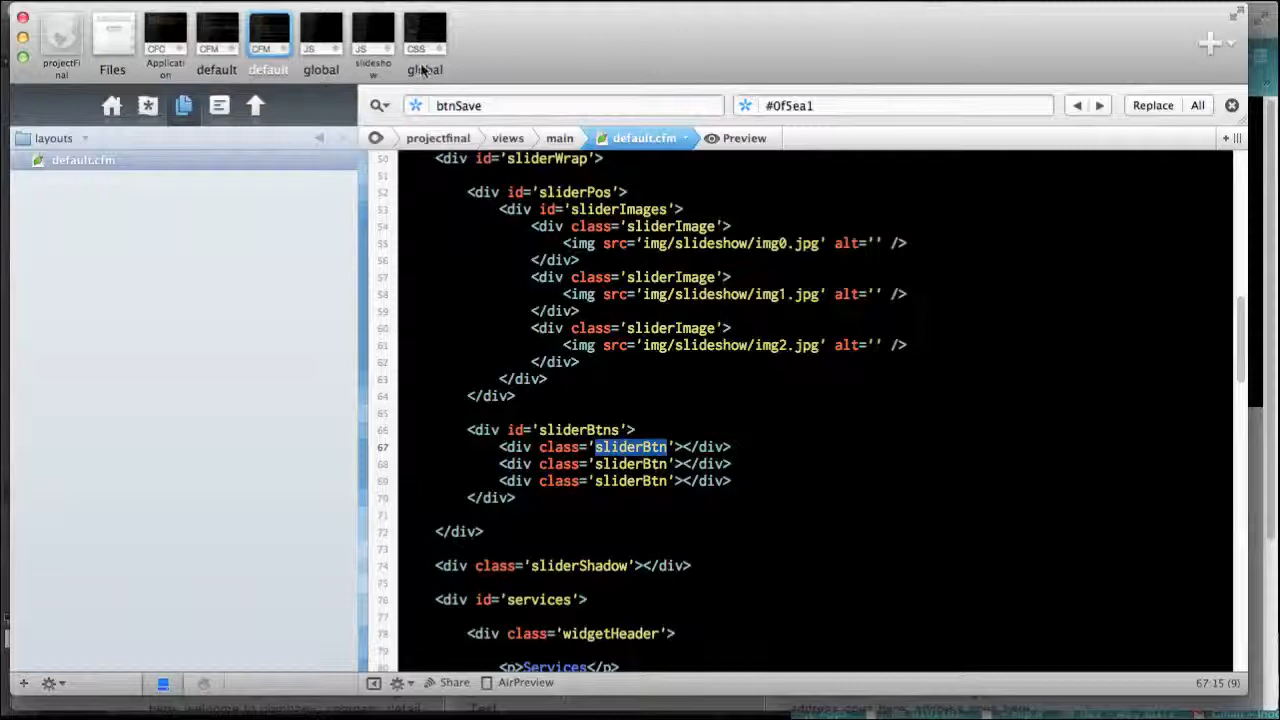 CFC CFM CFM JS JS CSS
projectFi
nal
Files
Applicati
on
default
default
global
slidesho
w
global
btnSave
#0f5ea1
Replace All
layouts
projectfinal views main default.cfm Preview
default.cfm
50 <div id='sliderWrap'>
51
52 <div id='sliderPos'>
53 <div id='sliderImages'>
54 <div class='sliderImage'>
55 <img src='img/slideshow/img0.jpg' alt='' />
56 </div>
57 <div class='sliderImage'>
58 <img src='img/slideshow/img1.jpg' alt='' />
59 </div>
60 <div class='sliderImage'>
61 <img src='img/slideshow/img2.jpg' alt='' />
62 </div>
63 </div>
64 </div>
65
66 <div id='sliderBtns'>
67 <div class='sliderBtn'></div>
68 <div class='sliderBtn'></div>
69 <div class='sliderBtn'></div>
70 </div>
71
72 </div>
73
74 <div class='sliderShadow'></div>
75
76 <div id='services'>
77
78 <div class='widgetHeader'>
79
80 <p>Services</p>
Share AirPreview
67:15 (9)